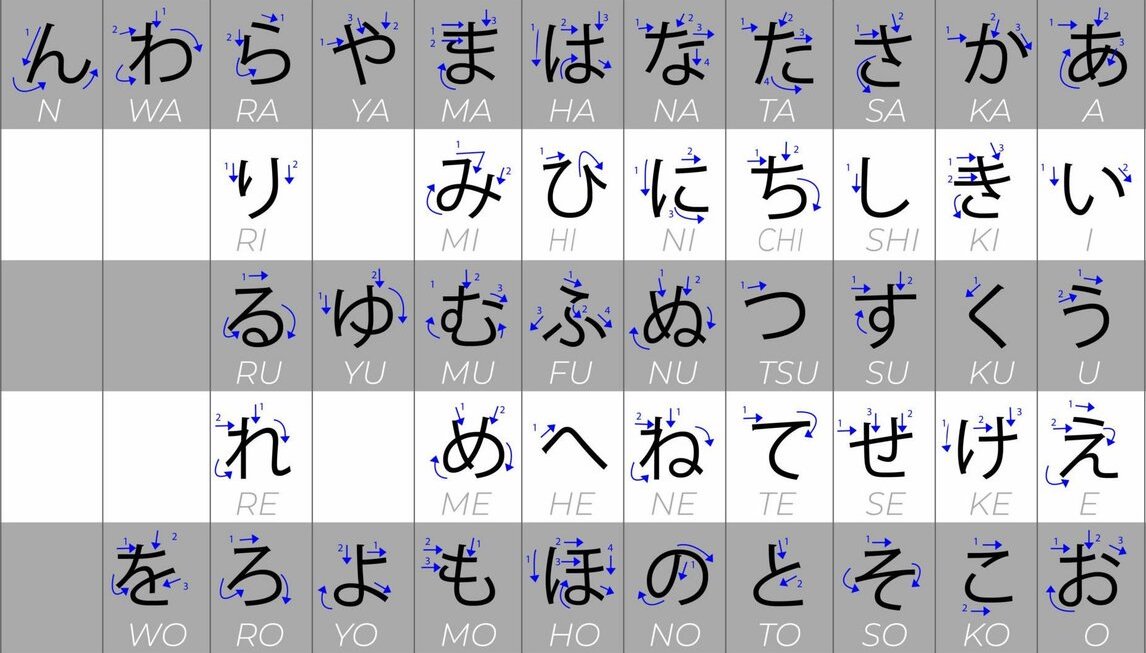 ん わ ら や ま は な た さ か あ
N WA RA YA MA HA NA TA SA KA A
り み ひ に ち し き い
RI MI HI NI CHI SHI KI I
る ゆ む ふ ぬ つ す く う
RU YU MU FU NU TSU SU KU U
れ め へ ね て せ け え
RE ME HE NE TE SE KE E
を ろ よ も ほ の と そ こ お
WO RO YO MO HO NO TO SO KO O